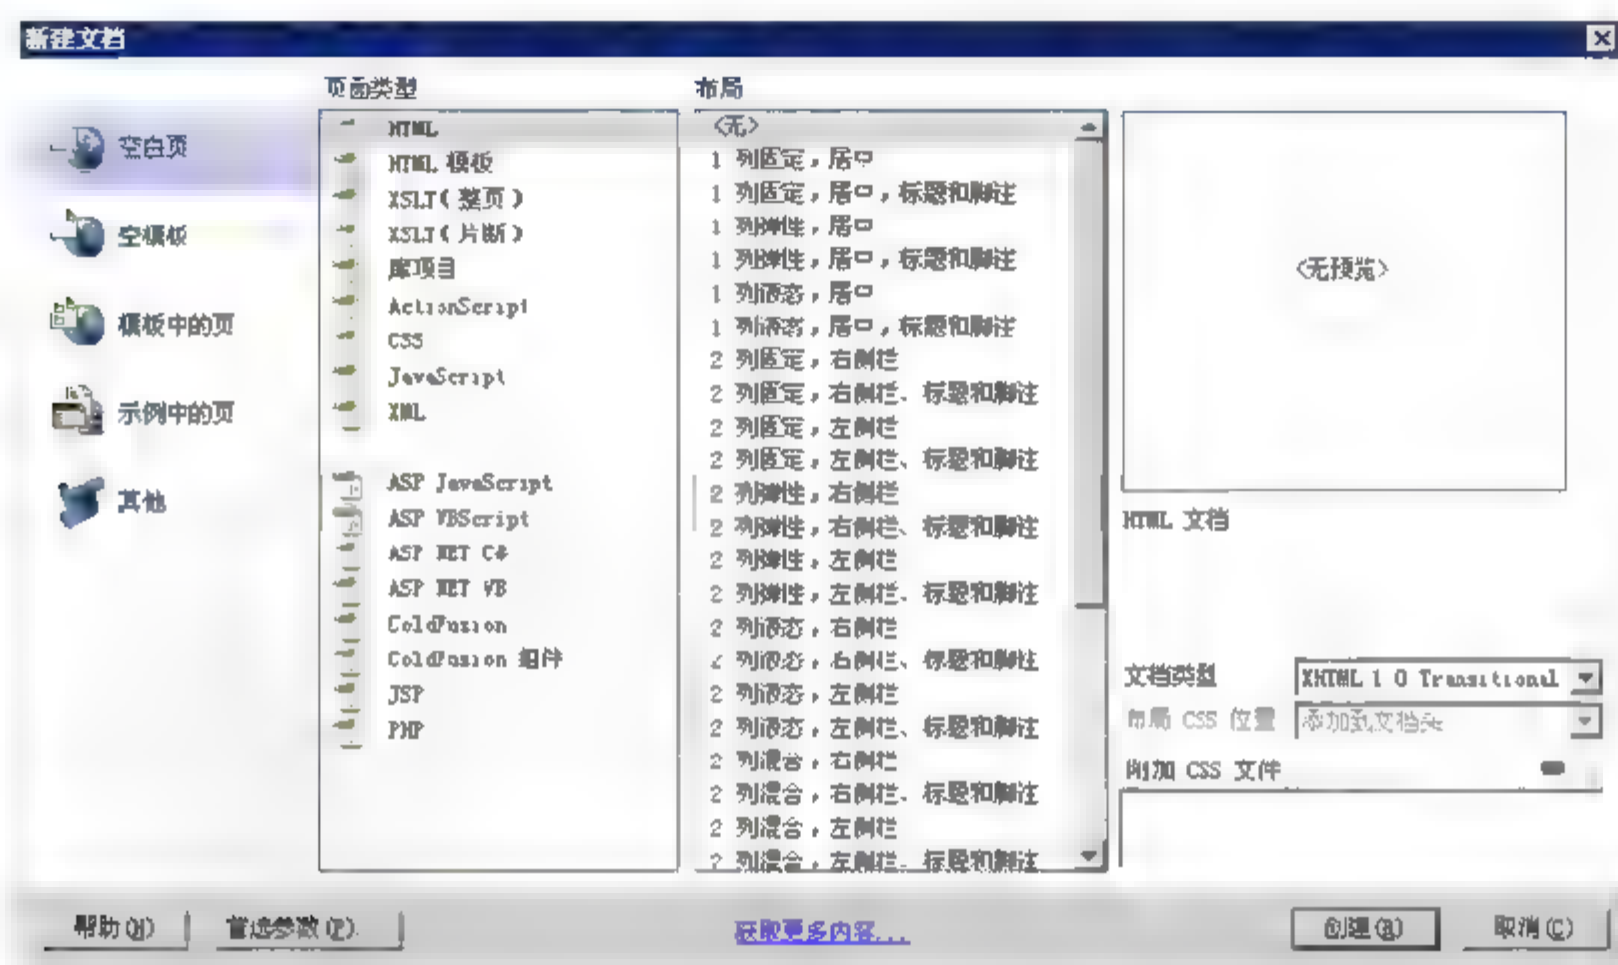 新建文档
页面类型
布局
空白页
空模板
模板中的页
示例中的页
其他
HTML
HTML 模板
XSLT(整页)
XSLT(片断)
库项目
ActionScript
CSS
JavaScript
XML
ASP JavaScript
ASP VBScript
ASP NET C#
ASP NET VB
ColdFusion
ColdFusion 组件
JSP
PHP
<无>
1 列固定,居中
1 列固定,居中,标题和脚注
1 列弹性,居中
1 列弹性,居中,标题和脚注
1 列液态,居中
1 列液态,居中,标题和脚注
2 列固定,右侧栏
2 列固定,右侧栏、标题和脚注
2 列固定,左侧栏
2 列固定,左侧栏、标题和脚注
2 列弹性,右侧栏
2 列弹性,右侧栏、标题和脚注
2 列弹性,左侧栏
2 列弹性,左侧栏、标题和脚注
2 列液态,右侧栏
2 列液态,右侧栏、标题和脚注
2 列液态,左侧栏
2 列液态,左侧栏、标题和脚注
2 列混合,右侧栏
2 列混合,右侧栏、标题和脚注
2 列混合,左侧栏
2 列混合,左侧栏、标题和脚注
<无预览>
HTML 文档
文档类型 XHTML 1 0 Transitional
布局 CSS 位置 添加到文档头
附加 CSS 文件
帮助(H) 首选参数(P). 获取更多内容... 创建(R) 取消(C)